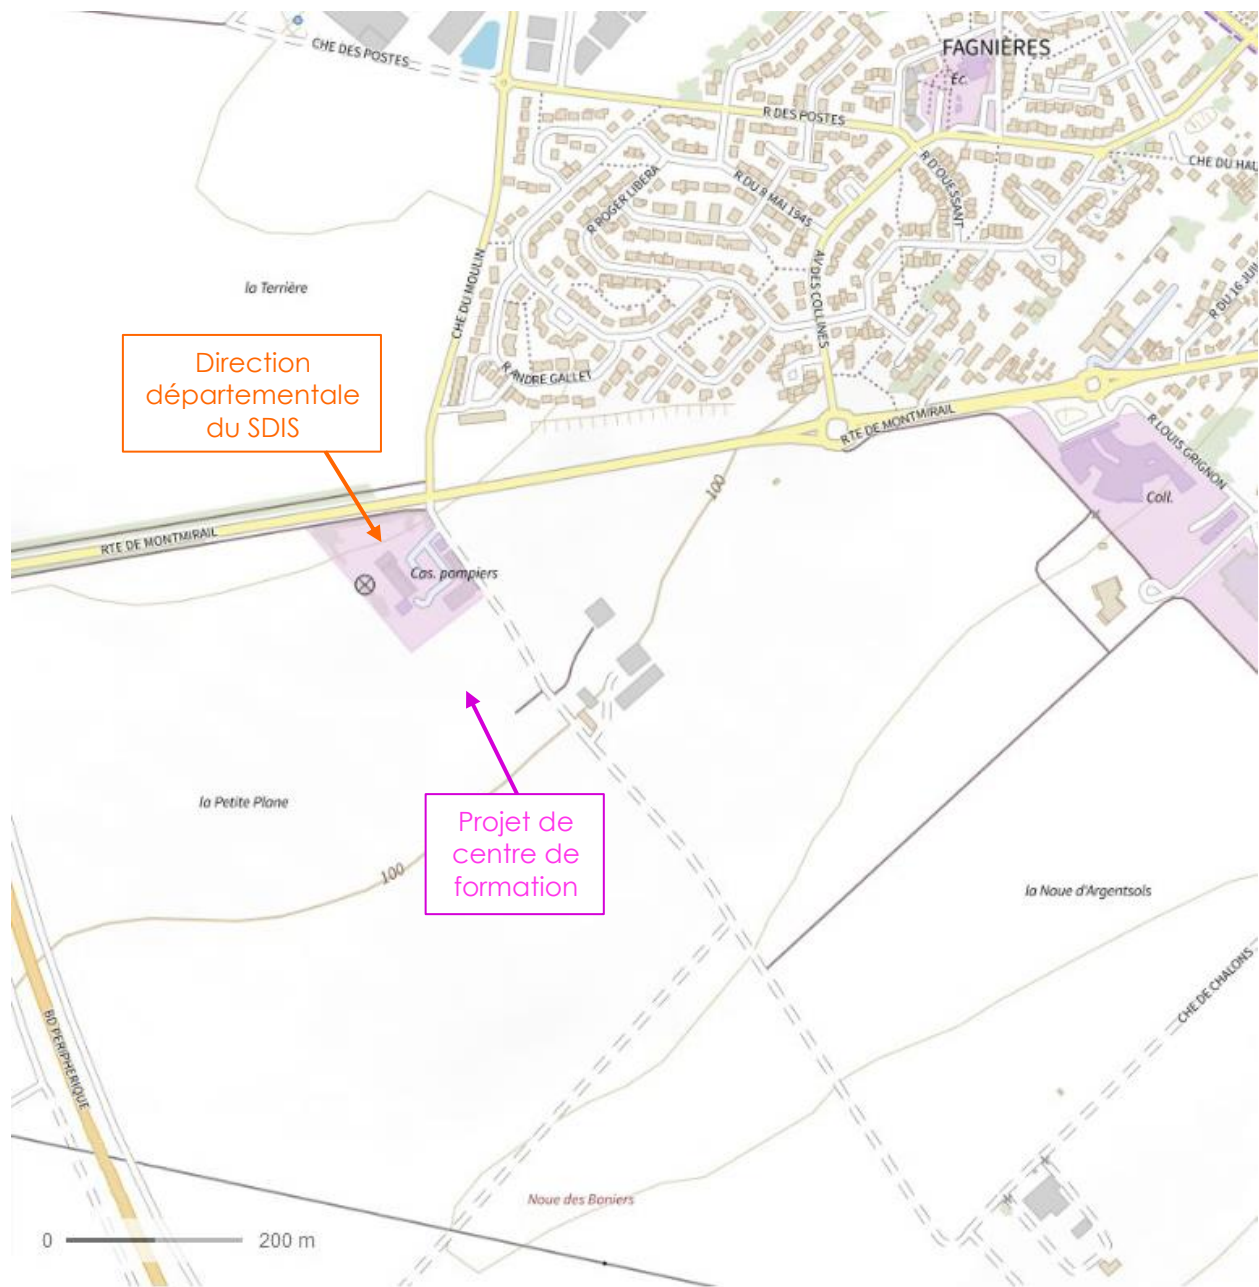 FAGNIÈRES
CHE DES POSTES
Éc.
R DES POSTES
CHE DU HAU
R D'OUESSANT
R ROGER LIBERA
R DU 8 MAI 1945
AV DES COLLINES
CHE DU MOULIN
la Terrière
R DU 16 JUIL
Direction
départementale
du SDIS
R ANDRE GALLET
RTE DE MONTMIRAIL
R LOUIS GRIGNON
Coll.
100
RTE DE MONTMIRAIL
Cas. pompiers
la Petite Plane
Projet de
centre de
formation
100
la Noue d'Argentsols
CHE DE CHALONS
BD PERIPHERIQUE
Noue des Boniers
0 200 m